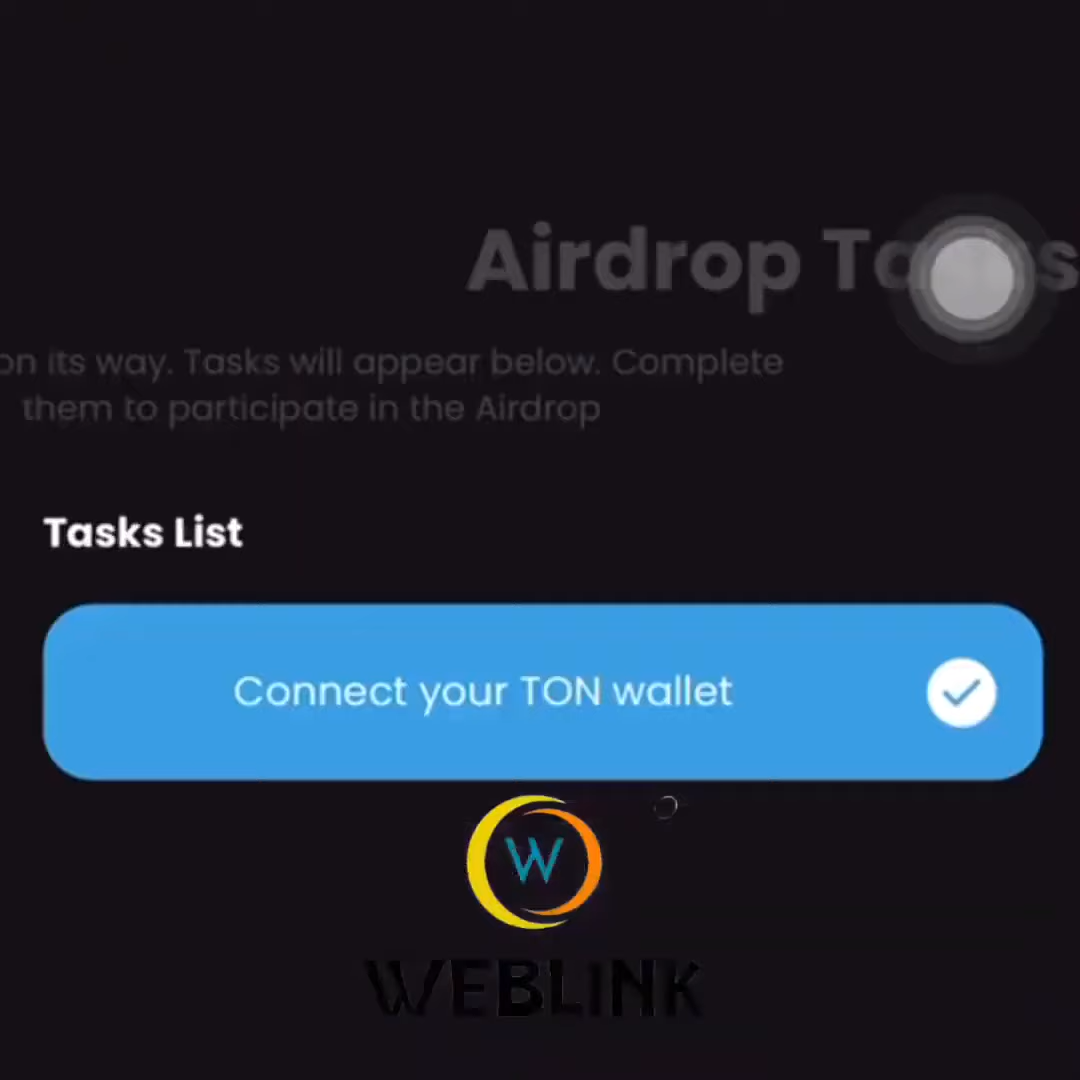 Airdrop Tasks
on its way. Tasks will appear below. Complete
them to participate in the Airdrop
Tasks List
Connect your TON wallet
W
WEBLINK